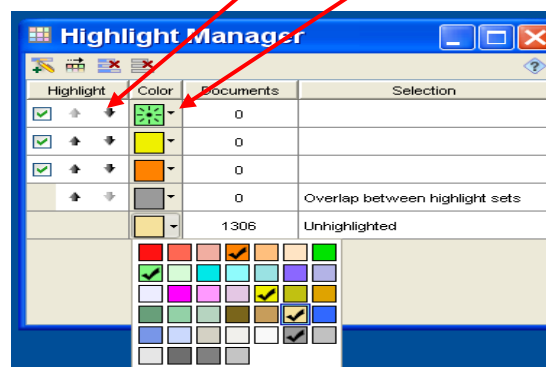 Highlight Manager
Highlight Color Documents Selection
0
0
0
0 Overlap between highlight sets
1306 Unhighlighted